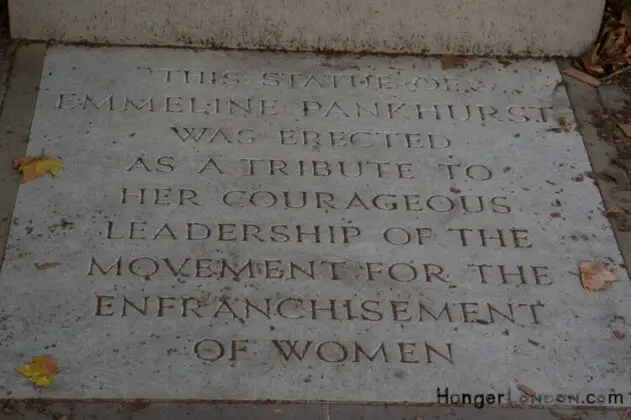 THIS STATUE OF
EMMELINE PANKHURST
WAS ERECTED
AS A TRIBUTE TO
HER COURAGEOUS
LEADERSHIP OF THE
MOVEMENT FOR THE
ENFRANCHISEMENT
OF WOMEN
HangerLondon.com